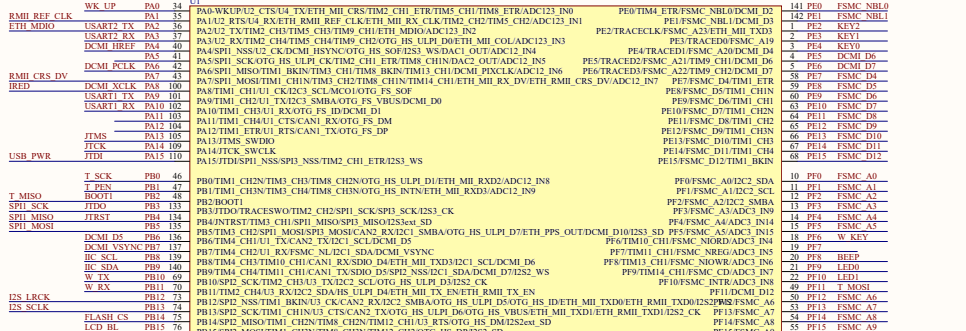 WK_UP PA0 34 PA0-WKUP/U2_CTS/U4_TX/ETH_MII_CRS/TIM2_CH1_ETR/TIM5_CH1/TIM8_ETR/ADC123_IN0 PE0/TIM4_ETR/FSMC_NBL0/DCMI_D2 141 PE0 FSMC_NBL0
RMII_REF_CLK PA1 35 PA1/U2_RTS/U4_RX/ETH_RMII_REF_CLK/ETH_MII_RX_CLK/TIM2_CH2/TIM5_CH2/ADC123_IN1 PE1/FSMC_NBL1/DCMI_D3 142 PE1 FSMC_NBL1
ETH_MDIO USART2_TX PA2 36 PA2/U2_TX/TIM2_CH3/TIM5_CH3/TIM9_CH1/ETH_MDIO/ADC123_IN2 PE2/TRACECLK/FSMC_A23/ETH_MII_TXD3 1 PE2 KEY2
USART2_RX PA3 37 PA3/U2_RX/TIM2_CH4/TIM5_CH4/TIM9_CH2/OTG_HS_ULPI_D0/ETH_MII_COL/ADC123_IN3 PE3/TRACED0/FSMC_A19 2 PE3 KEY1
DCMI_HREF PA4 40 PA4/SPI1_NSS/U2_CK/DCMI_HSYNC/OTG_HS_SOF/I2S3_WS/DAC1_OUT/ADC12_IN4 PE4/TRACED1/FSMC_A20/DCMI_D4 3 PE4 KEY0
PA5 41 PA5/SPI1_SCK/OTG_HS_ULPI_CK/TIM2_CH1_ETR/TIM8_CH1N/DAC2_OUT/ADC12_IN5 PE5/TRACED2/FSMC_A21/TIM9_CH1/DCMI_D6 4 PE5 DCMI_D6
DCMI_PCLK PA6 42 PA6/SPI1_MISO/TIM1_BKIN/TIM3_CH1/TIM8_BKIN/TIM13_CH1/DCMI_PIXCLK/ADC12_IN6 PE6/TRACED3/FSMC_A22/TIM9_CH2/DCMI_D7 5 PE6 DCMI_D7
RMII_CRS_DV PA7 43 PA7/SPI1_MOSI/TIM1_CH1N/TIM3_CH2/TIM8_CH1N/TIM14_CH1/ETH_MII_RX_DV/ETH_RMII_CRS_DV/ADC12_IN7 PE7/FSMC_D4/TIM1_ETR 58 PE7 FSMC_D4
IRED DCMI_XCLK PA8 100 PA8/TIM1_CH1/U1_CK/I2C3_SCL/MCO1/OTG_FS_SOF PE8/FSMC_D5/TIM1_CH1N 59 PE8 FSMC_D5
USART1_TX PA9 101 PA9/TIM1_CH2/U1_TX/I2C3_SMBA/OTG_FS_VBUS/DCMI_D0 PE9/FSMC_D6/TIM1_CH1 60 PE9 FSMC_D6
USART1_RX PA10 102 PA10/TIM1_CH3/U1_RX/OTG_FS_ID/DCMI_D1 PE10/FSMC_D7/TIM1_CH2N 63 PE10 FSMC_D7
PA11 103 PA11/TIM1_CH4/U1_CTS/CAN1_RX/OTG_FS_DM PE11/FSMC_D8/TIM1_CH2 64 PE11 FSMC_D8
PA12 104 PA12/TIM1_ETR/U1_RTS/CAN1_TX/OTG_FS_DP PE12/FSMC_D9/TIM1_CH3N 65 PE12 FSMC_D9
JTMS PA13 105 PA13/JTMS/SWDIO PE13/FSMC_D10/TIM1_CH3 66 PE13 FSMC_D10
JTCK PA14 109 PA14/JTCK/SWCLK PE14/FSMC_D11/TIM1_CH4 67 PE14 FSMC_D11
USB_PWR JTDI PA15 110 PA15/JTDI/SPI1_NSS/SPI3_NSS/TIM2_CH1_ETR/I2S3_WS PE15/FSMC_D12/TIM1_BKIN 68 PE15 FSMC_D12
T_SCK PB0 46 PB0/TIM1_CH2N/TIM3_CH3/TIM8_CH2N/OTG_HS_ULPI_D1/ETH_MII_RXD2/ADC12_IN8 PF0/FSMC_A0/I2C2_SDA 10 PF0 FSMC_A0
T_PEN PB1 47 PB1/TIM1_CH3N/TIM3_CH4/TIM8_CH3N/OTG_HS_INTN/ETH_MII_RXD3/ADC12_IN9 PF1/FSMC_A1/I2C2_SCL 11 PF1 FSMC_A1
T_MISO BOOT1 PB2 48 PB2/BOOT1 PF2/FSMC_A2/I2C2_SMBA 12 PF2 FSMC_A2
SPI1_SCK JTDO PB3 133 PB3/JTDO/TRACESWO/TIM2_CH2/SPI1_SCK/SPI3_SCK/I2S3_CK PF3/FSMC_A3/ADC3_IN9 13 PF3 FSMC_A3
SPI1_MISO JTRST PB4 134 PB4/JNTRST/TIM3_CH1/SPI1_MISO/SPI3_MISO/I2S3ext_SD PF4/FSMC_A4/ADC3_IN14 14 PF4 FSMC_A4
SPI1_MOSI PB5 135 PB5/TIM3_CH2/SPI1_MOSI/SPI3_MOSI/CAN2_RX/I2C1_SMBA/OTG_HS_ULPI_D7/ETH_PPS_OUT/DCMI_D10/I2S3_SD PF5/FSMC_A5/ADC3_IN15 15 PF5 FSMC_A5
DCMI_D5 PB6 136 PB6/TIM4_CH1/U1_TX/CAN2_TX/I2C1_SCL/DCMI_D5 PF6/TIM10_CH1/FSMC_NIORD/ADC3_IN4 18 PF6 W_KEY
DCMI_VSYNC PB7 137 PB7/TIM4_CH2/U1_RX/FSMC_NL/I2C1_SDA/DCMI_VSYNC PF7/TIM11_CH1/FSMC_NREG/ADC3_IN5 19 PF7
IIC_SCL PB8 139 PB8/TIM4_CH3/TIM10_CH1/CAN1_RX/SDIO_D4/ETH_MII_TXD3/I2C1_SCL/DCMI_D6 PF8/TIM13_CH1/FSMC_NIOWR/ADC3_IN6 20 PF8 BEEP
IIC_SDA PB9 140 PB9/TIM4_CH4/TIM11_CH1/CAN1_TX/SDIO_D5/SPI2_NSS/I2C1_SDA/DCMI_D7/I2S2_WS PF9/TIM14_CH1/FSMC_CD/ADC3_IN7 21 PF9 LED0
W_TX PB10 69 PB10/SPI2_SCK/TIM2_CH3/U3_TX/I2C2_SCL/OTG_HS_ULPI_D3/I2S2_CK PF10/FSMC_INTR/ADC3_IN8 22 PF10 LED1
W_RX PB11 70 PB11/TIM2_CH4/U3_RX/I2C2_SDA/OTG_HS_ULPI_D4/ETH_MII_TX_EN/ETH_RMII_TX_EN PF11/DCMI_D12 49 PF11 T_MOSI
I2S_LRCK PB12 73 PB12/SPI2_NSS/TIM1_BKIN/U3_CK/CAN2_RX/I2C2_SMBA/OTG_HS_ULPI_D5/OTG_HS_ID/ETH_MII_TXD0/ETH_RMII_TXD0/I2S2_WS PF12/FSMC_A6 50 PF12 FSMC_A6
I2S_SCLK PB13 74 PB13/SPI2_SCK/TIM1_CH1N/U3_CTS/CAN2_TX/OTG_HS_ULPI_D6/OTG_HS_VBUS/ETH_MII_TXD1/ETH_RMII_TXD1/I2S2_CK PF13/FSMC_A7 53 PF13 FSMC_A7
FLASH_CS PB14 75 PB14/SPI2_MISO/TIM1_CH2N/TIM8_CH2N/TIM12_CH1/U3_RTS/OTG_HS_DM/I2S2ext_SD PF14/FSMC_A8 54 PF14 FSMC_A8
LCD_BL PB15 76 55 PF15 FSMC_A9